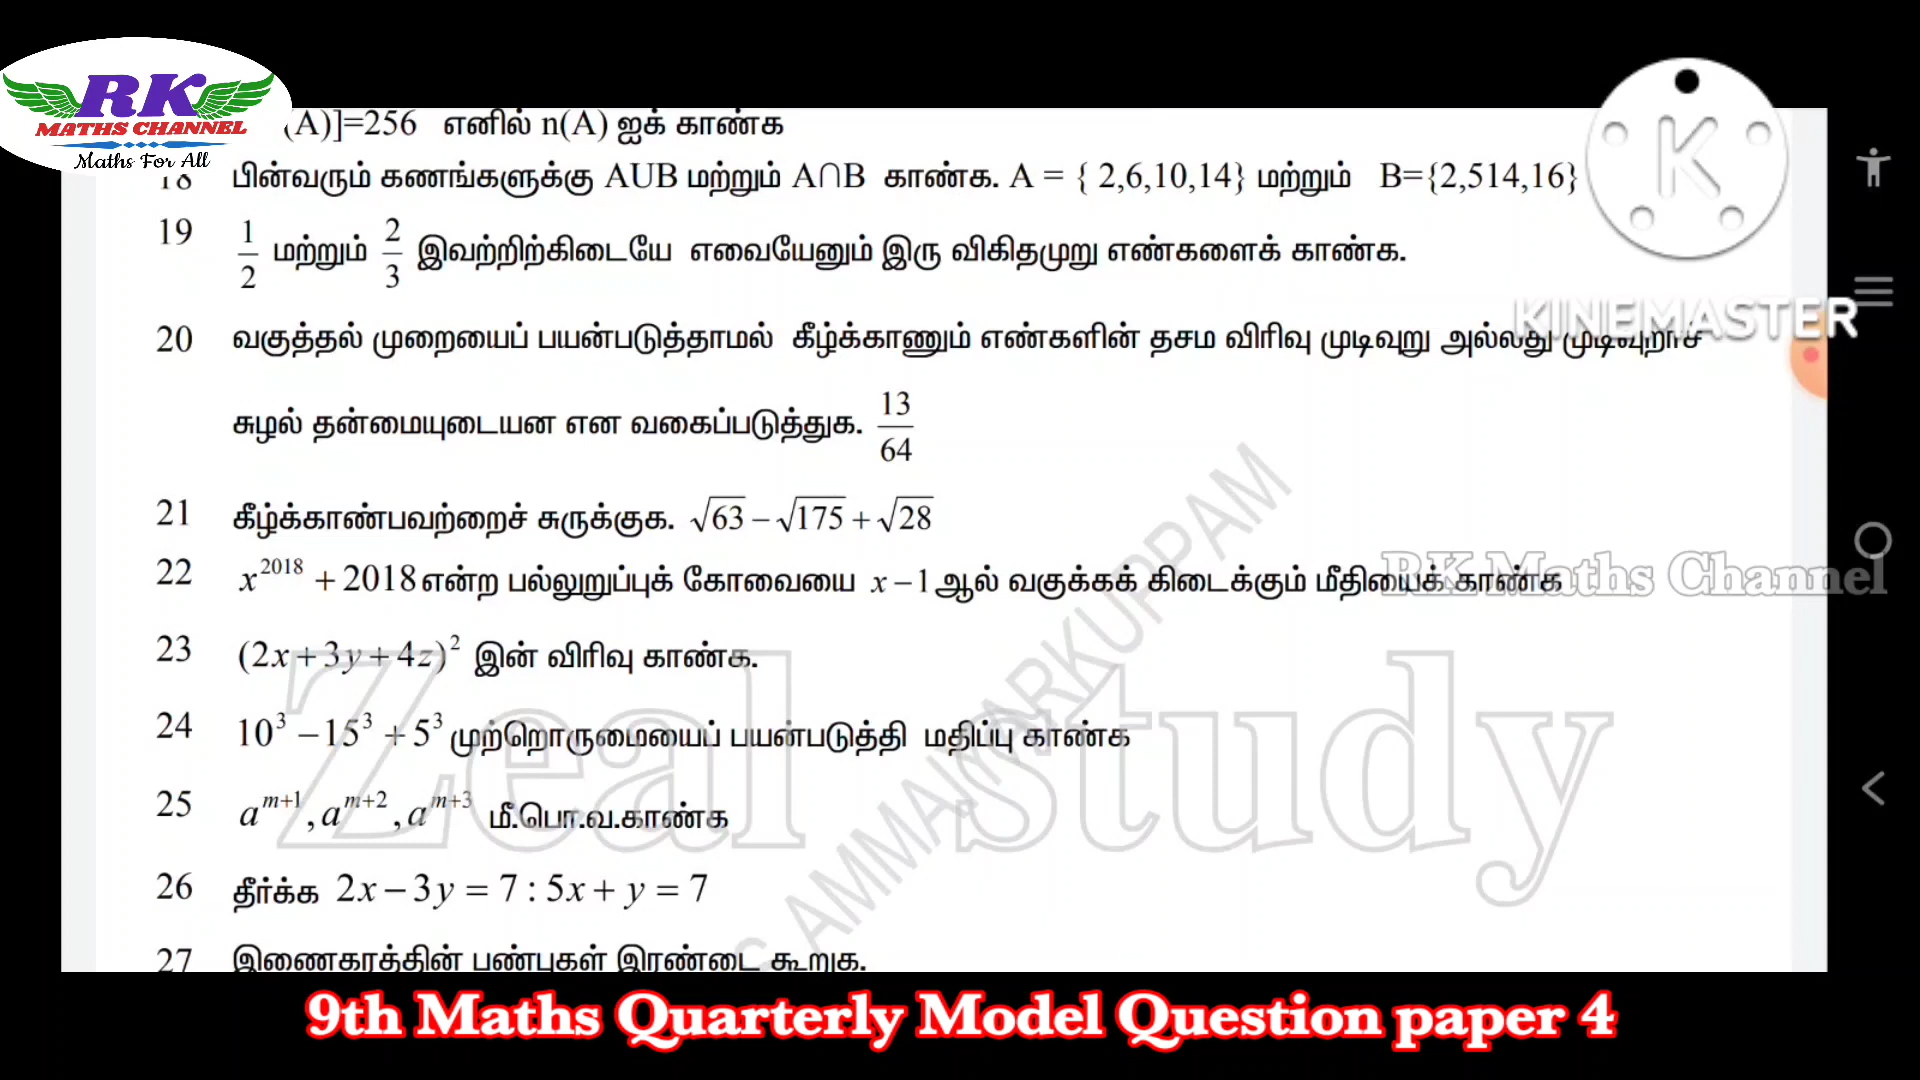 RK
MATHS CHANNEL
Maths For All
(A)]=256 எனில் n(A) ஐக் காண்க
18 பின்வரும் கணங்களுக்கு AUB மற்றும் A∩B காண்க. A = { 2,6,10,14} மற்றும் B={2,514,16}
19 1/2 மற்றும் 2/3 இவற்றிற்கிடையே எவையேனும் இரு விகிதமுறு எண்களைக் காண்க.
KINEMASTER
20 வகுத்தல் முறையைப் பயன்படுத்தாமல் கீழ்க்காணும் எண்களின் தசம விரிவு முடிவுறு அல்லது முடிவுறாச்
சுழல் தன்மையுடையன என வகைப்படுத்துக. 13/64
21 கீழ்க்காண்பவற்றைச் சுருக்குக. √63 − √175 + √28
22 x^2018 + 2018 என்ற பல்லுறுப்புக் கோவையை x − 1 ஆல் வகுக்கக் கிடைக்கும் மீதியைக் காண்க
RK Maths Channel
23 (2x + 3y + 4z)^2 இன் விரிவு காண்க.
24 10^3 − 15^3 + 5^3 முற்றொருமையைப் பயன்படுத்தி மதிப்பு காண்க
Zeal study
25 a^m+1, a^m+2, a^m+3 மீ.பொ.வ.காண்க
26 தீர்க்க 2x − 3y = 7 : 5x + y = 7
27 இணைகரத்தின் பண்புகள் இரண்டை கூறுக.
9th Maths Quarterly Model Question paper 4